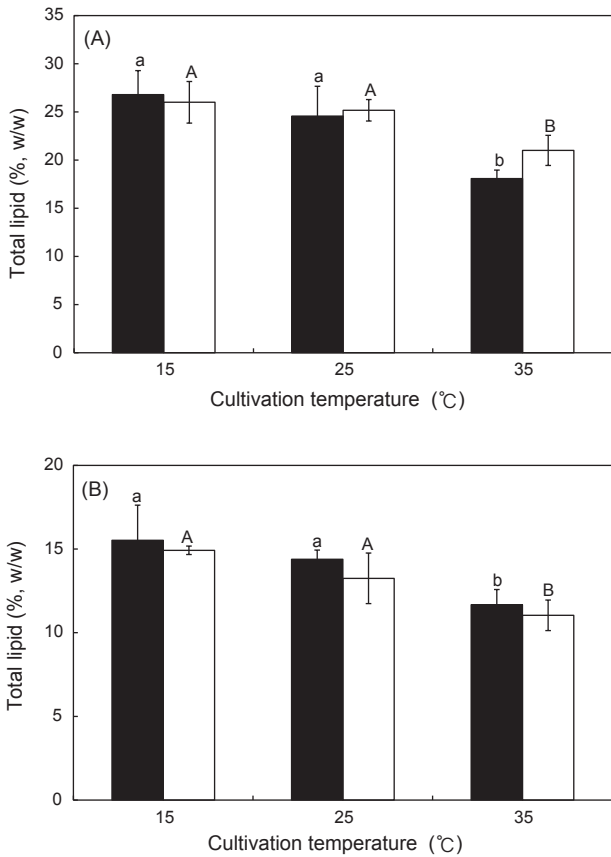 35
30
25
20
15
10
5
0
Total lipid (%, w/w)
(A)
a
A
a
A
b
B
15
25
35
Cultivation temperature (℃)
20
15
10
5
0
Total lipid (%, w/w)
(B)
a
A
a
A
b
B
15
25
35
Cultivation temperature (℃)